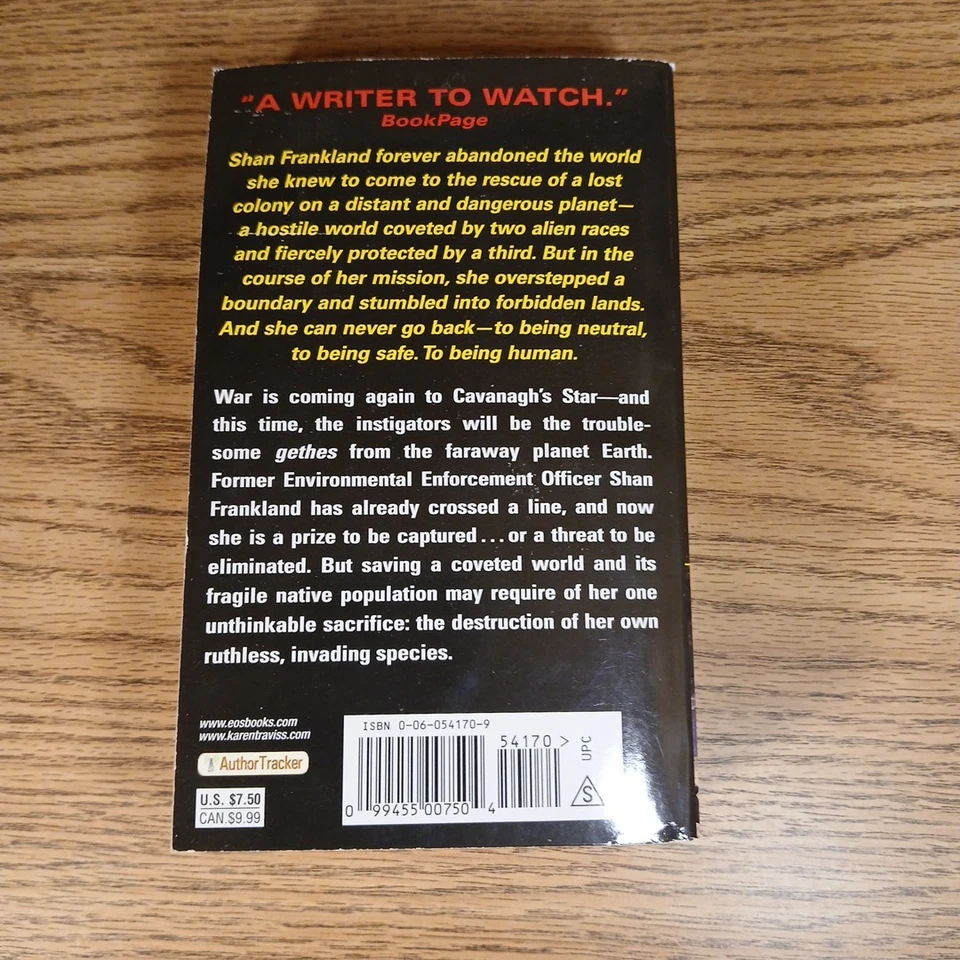 "A WRITER TO WATCH."
BookPage
Shan Frankland forever abandoned the world
she knew to come to the rescue of a lost
colony on a distant and dangerous planet—
a hostile world coveted by two alien races
and fiercely protected by a third. But in the
course of her mission, she overstepped a
boundary and stumbled into forbidden lands.
And she can never go back—to being neutral,
to being safe. To being human.
War is coming again to Cavanagh's Star—and
this time, the instigators will be the trouble-
some gethes from the faraway planet Earth.
Former Environmental Enforcement Officer Shan
Frankland has already crossed a line, and now
she is a prize to be captured...or a threat to be
eliminated. But saving a coveted world and its
fragile native population may require of her one
unthinkable sacrifice: the destruction of her own
ruthless, invading species.
www.eosbooks.com
www.karentraviss.com
AuthorTracker
U.S. $7.50
CAN.$9.99
ISBN 0-06-054170-9
54170 >
0 99455 00750 4
UPC
S